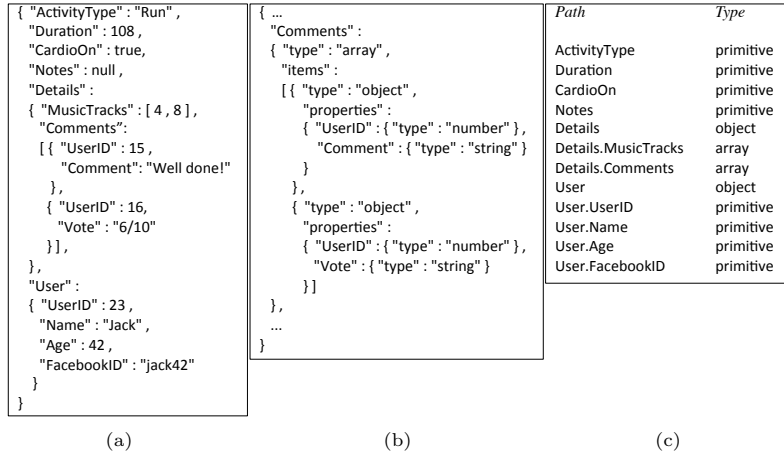 { "ActivityType" : "Run" ,
"Duration" : 108 ,
"CardioOn" : true,
"Notes" : null ,
"Details" :
{ "MusicTracks" : [ 4 , 8 ] ,
"Comments”:
[ { "UserID" : 15 ,
"Comment": "Well done!"
} ,
{ "UserID" : 16,
"Vote" : "6/10"
} ] ,
} ,
"User" :
{ "UserID" : 23 ,
"Name" : "Jack" ,
"Age" : 42 ,
"FacebookID" : "jack42"
}
}
(a)
{ ...
"Comments" :
{ "type" : "array" ,
"items" :
[ { "type" : "object" ,
"properties" :
{ "UserID" : { "type" : "number" } ,
"Comment" : { "type" : "string" }
}
} ,
{ "type" : "object" ,
"properties" :
{ "UserID" : { "type" : "number" } ,
"Vote" : { "type" : "string" }
} ]
} ,
...
}
(b)
Path Type
ActivityType primitive
Duration primitive
CardioOn primitive
Notes primitive
Details object
Details.MusicTracks array
Details.Comments array
User object
User.UserID primitive
User.Name primitive
User.Age primitive
User.FacebookID primitive
(c)